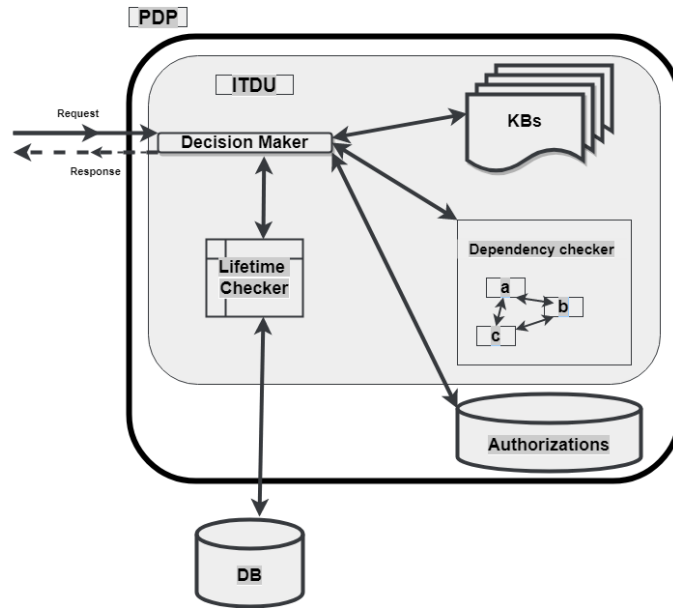 PDP
ITDU
Request
KBs
Decision Maker
Response
Dependency checker
Lifetime
Checker
a
b
c
Authorizations
DB